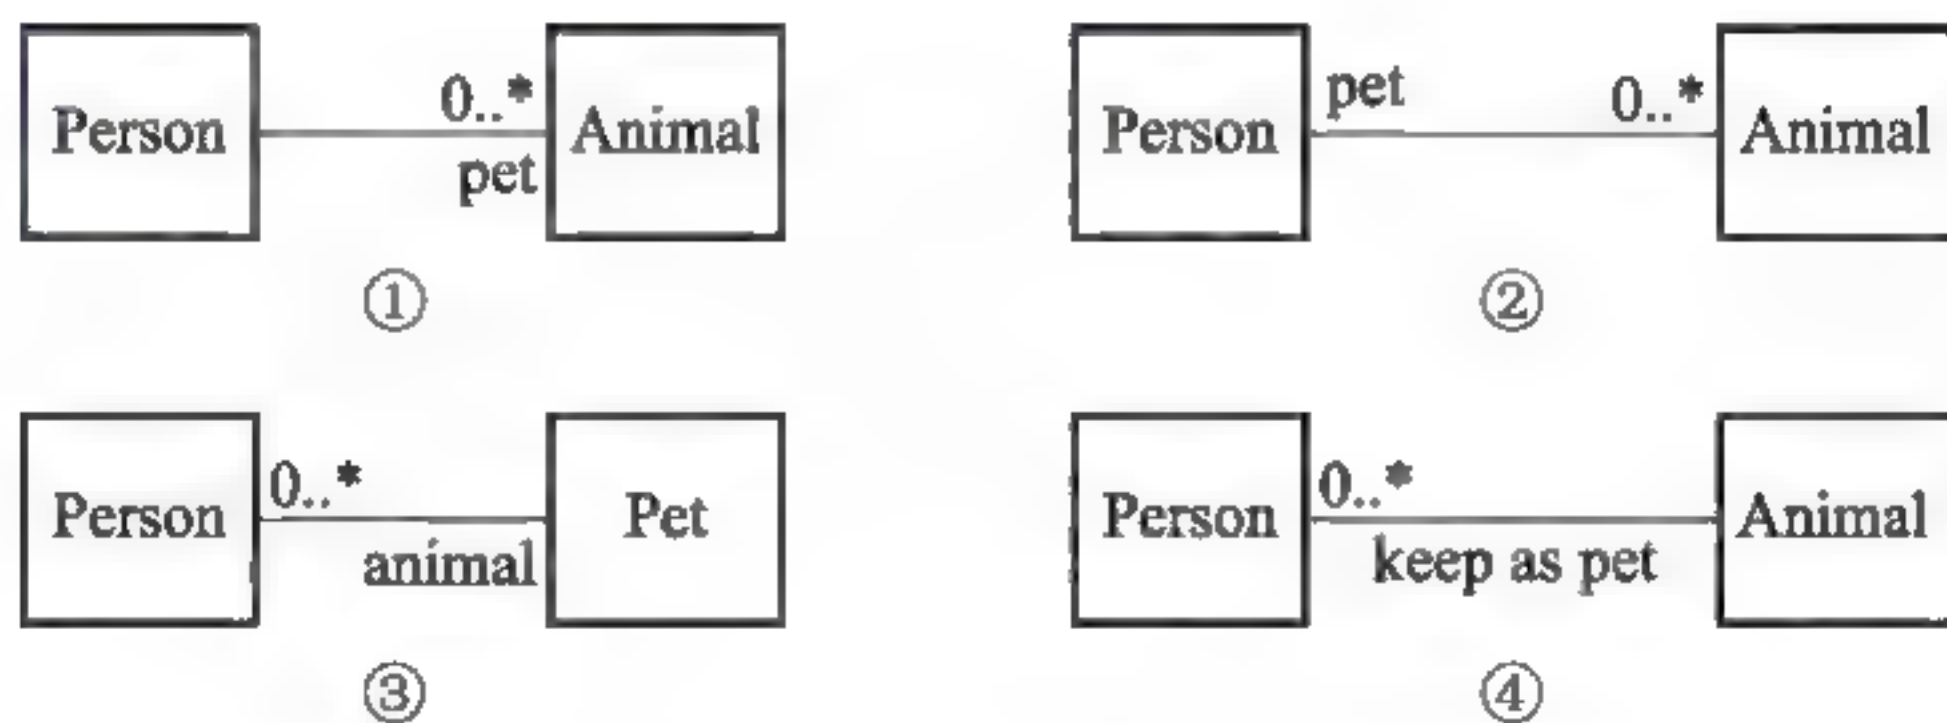 Person 0..* Animal
pet
①
Person pet 0..* Animal
②
Person 0..* Pet
animal
③
Person 0..* Animal
keep as pet
④